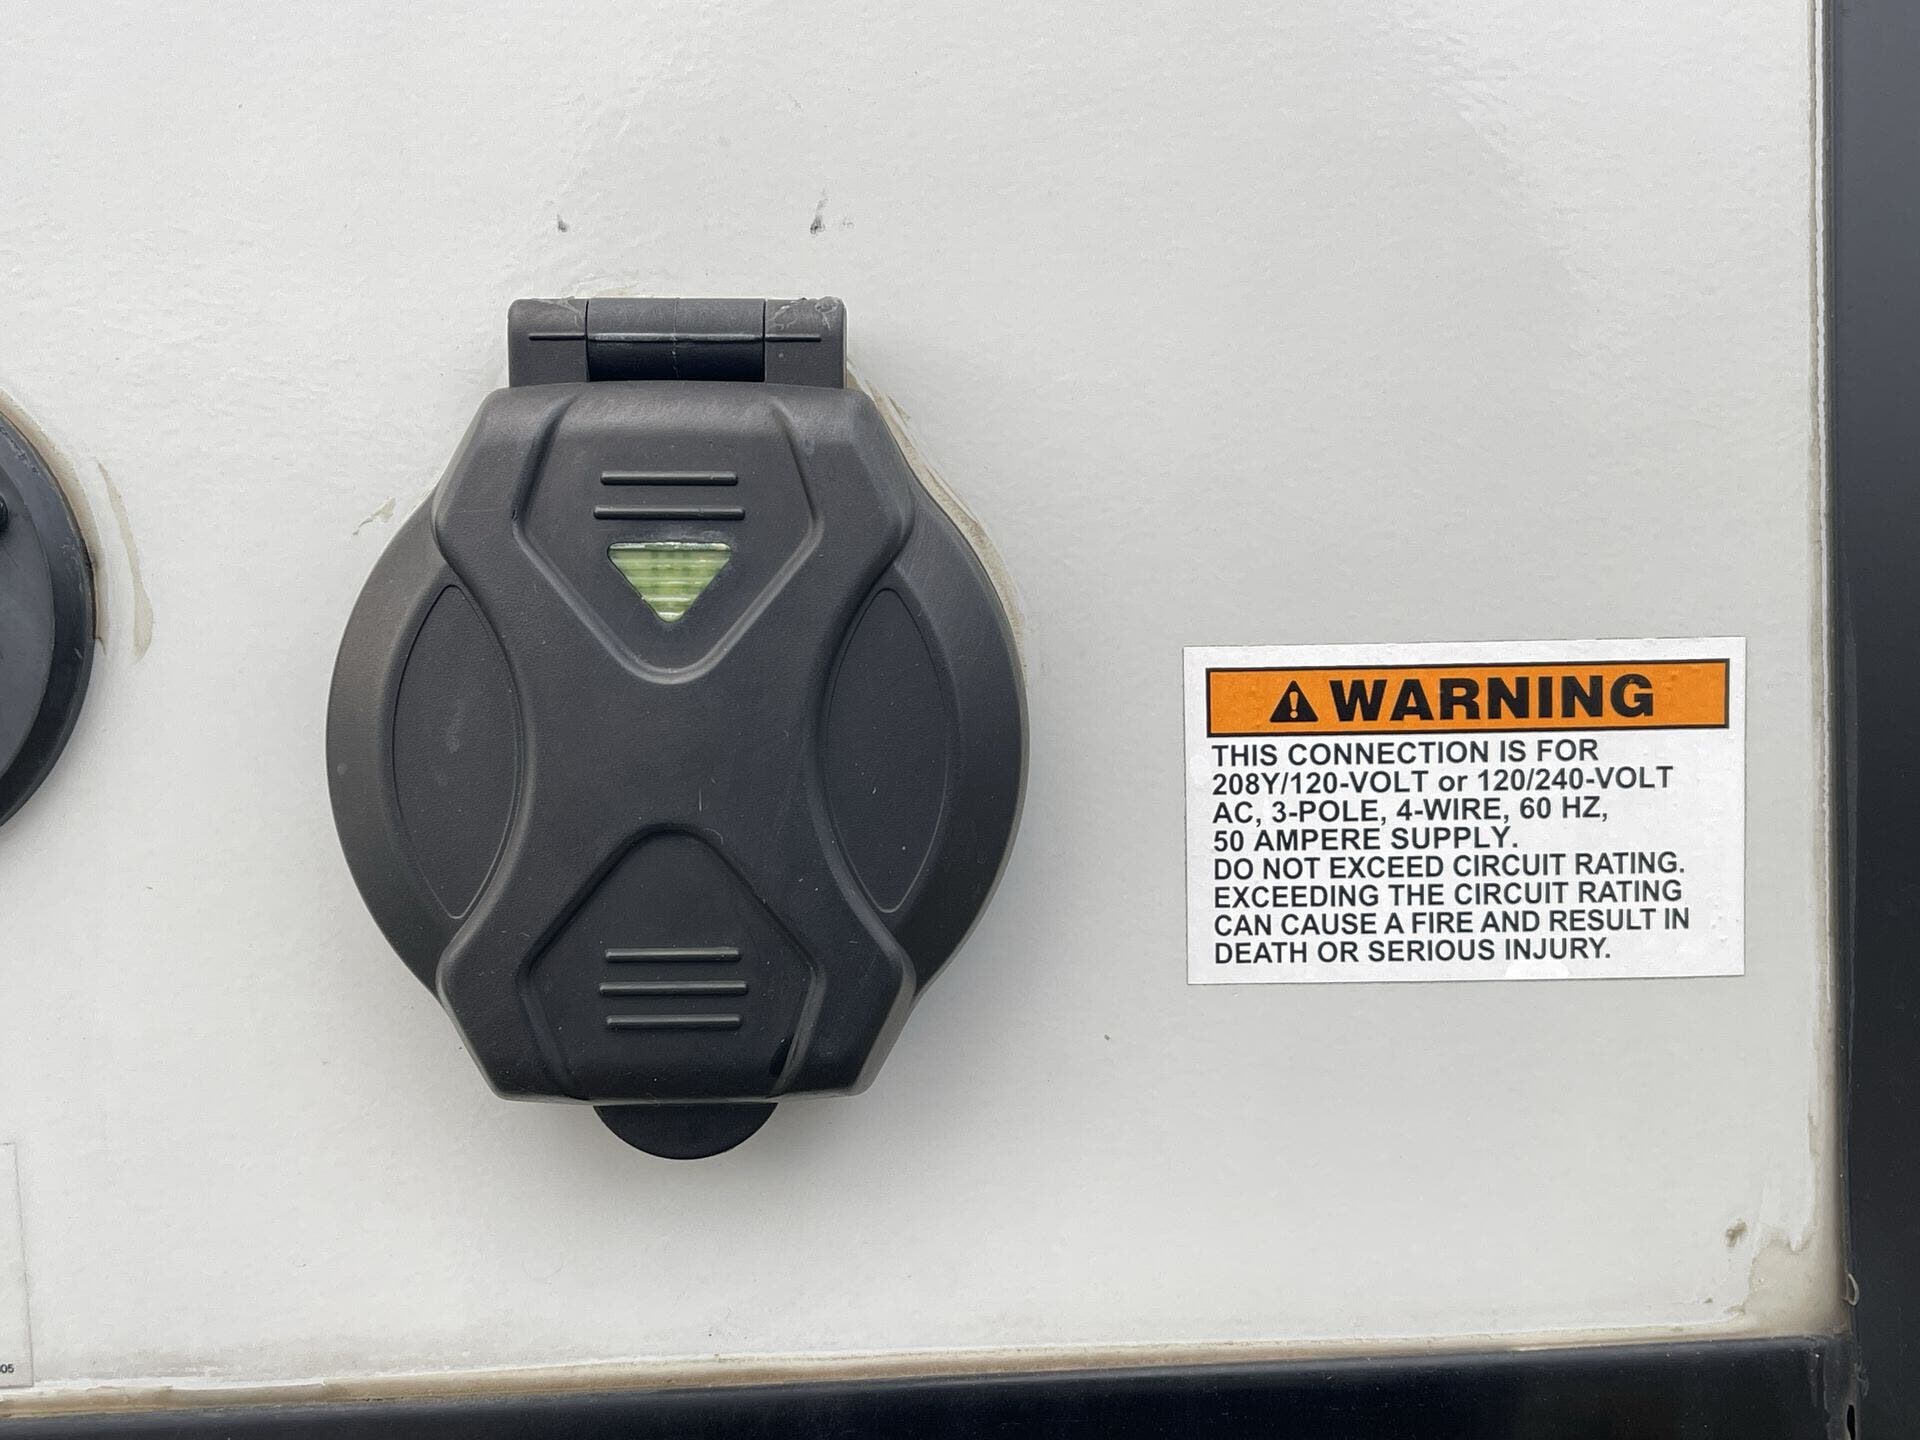 WARNING
THIS CONNECTION IS FOR
208Y/120-VOLT or 120/240-VOLT
AC, 3-POLE, 4-WIRE, 60 HZ,
50 AMPERE SUPPLY.
DO NOT EXCEED CIRCUIT RATING.
EXCEEDING THE CIRCUIT RATING
CAN CAUSE A FIRE AND RESULT IN
DEATH OR SERIOUS INJURY.